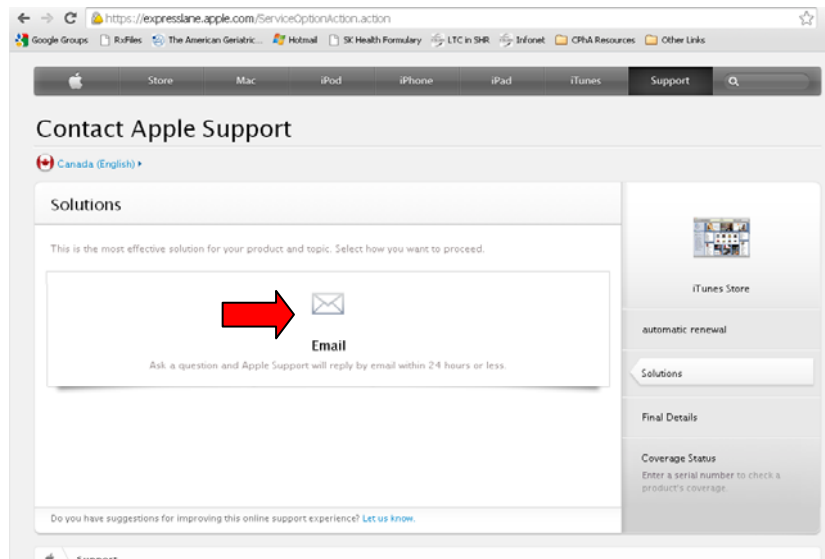 https://expresslane.apple.com/ServiceOptionAction.action
Google Groups RxFiles The American Geriatric... Hotmail SK Health Formulary LTC in SHR Infonet CPhA Resources Other Links
Store Mac iPod iPhone iPad iTunes Support
Contact Apple Support
Canada (English)
Solutions
This is the most effective solution for your product and topic. Select how you want to proceed.
Email
Ask a question and Apple Support will reply by email within 24 hours or less.
iTunes Store
automatic renewal
Solutions
Final Details
Coverage Status
Enter a serial number to check a
product's coverage.
Do you have suggestions for improving this online support experience? Let us know.
Support